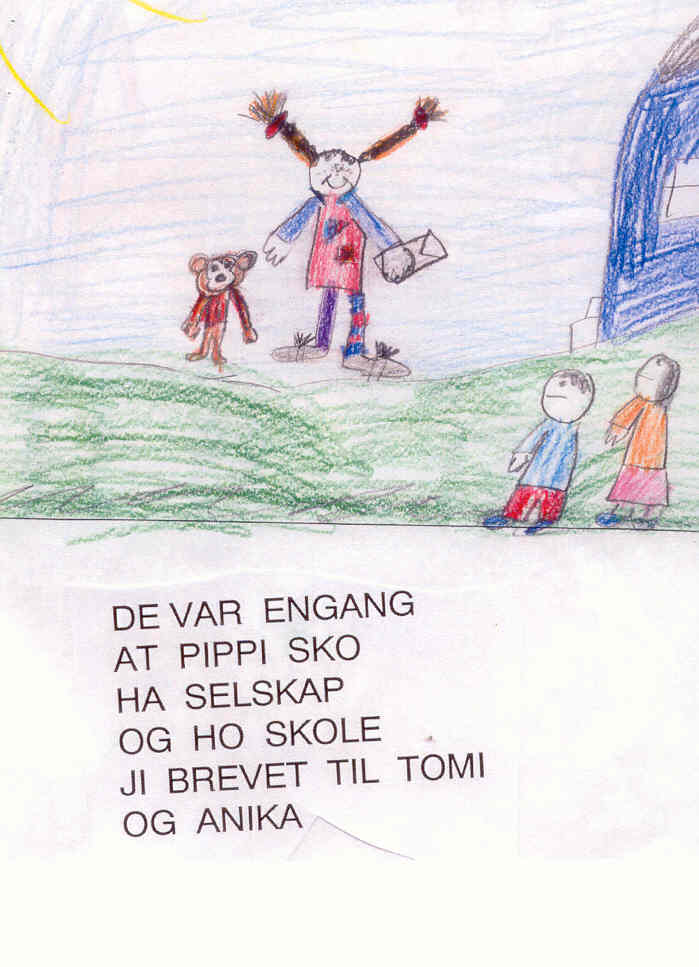 DE VAR ENGANG
AT PIPPI SKO
HA SELSKAP
OG HO SKOLE
JI BREVET TIL TOMI
OG ANIKA